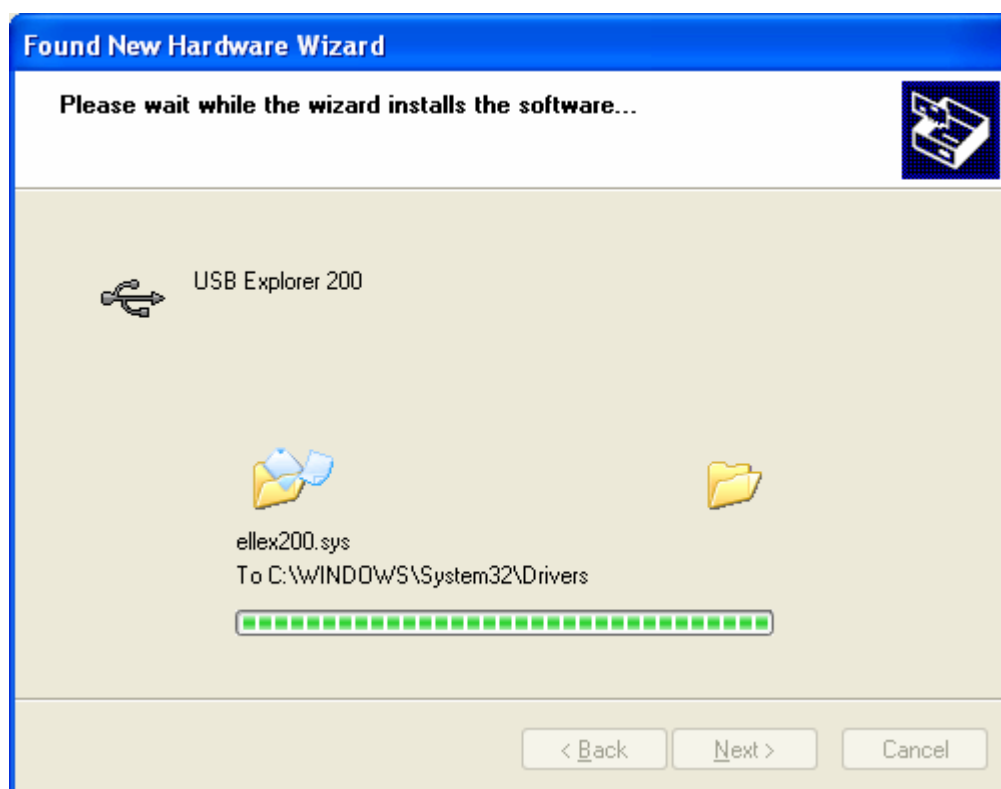 Found New Hardware Wizard
Please wait while the wizard installs the software...
USB Explorer 200
ellex200.sys
To C:\WINDOWS\System32\Drivers
< Back
Next >
Cancel